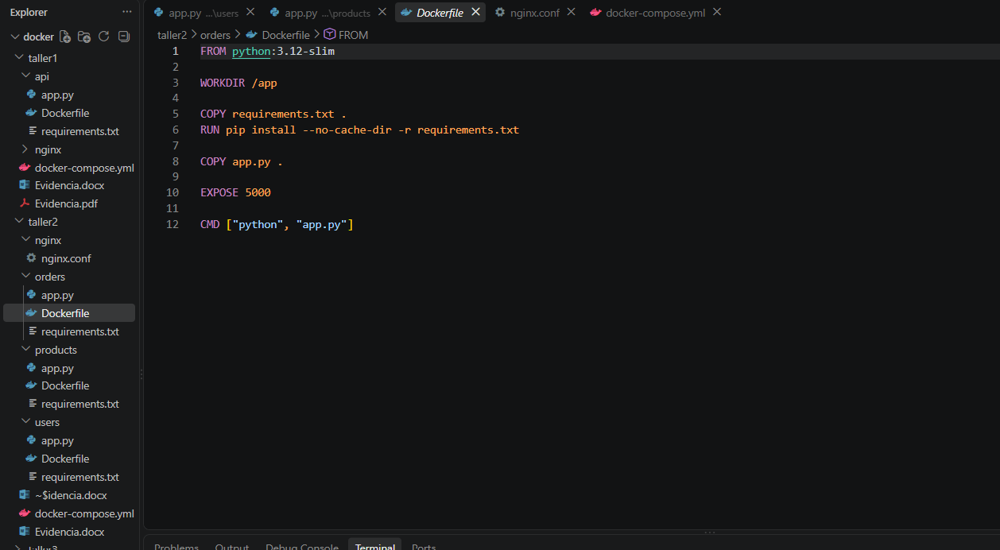 Explorer
docker
taller1
api
app.py
Dockerfile
requirements.txt
nginx
docker-compose.yml
Evidencia.docx
Evidencia.pdf
taller2
nginx
nginx.conf
orders
app.py
Dockerfile
requirements.txt
products
app.py
Dockerfile
requirements.txt
users
app.py
Dockerfile
requirements.txt
~$idencia.docx
docker-compose.yml
Evidencia.docx
app.py ...\users app.py ...\products Dockerfile nginx.conf docker-compose.yml
taller2 > orders > Dockerfile > FROM
1 FROM python:3.12-slim
2
3 WORKDIR /app
4
5 COPY requirements.txt .
6 RUN pip install --no-cache-dir -r requirements.txt
7
8 COPY app.py .
9
10 EXPOSE 5000
11
12 CMD ["python", "app.py"]
Problems Output Debug Console Terminal Ports